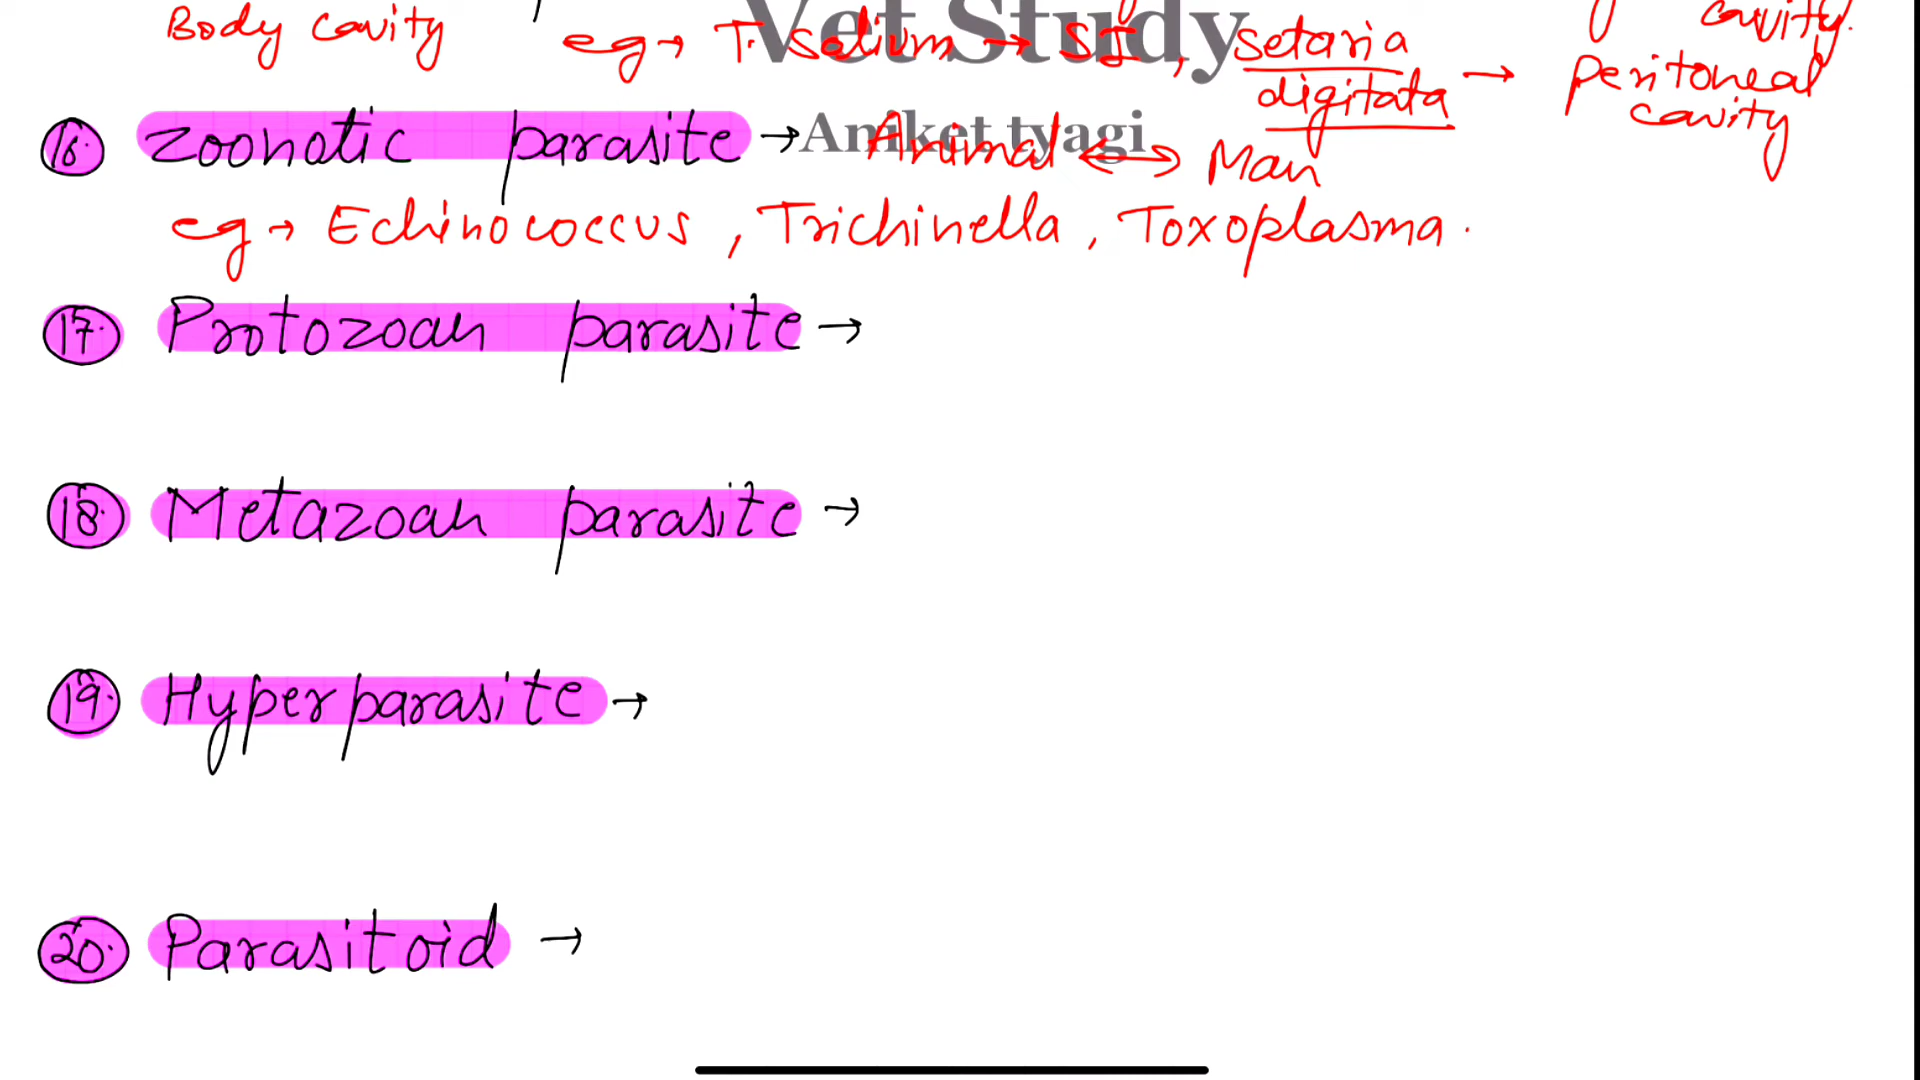 cavity.
Body cavity eg → T. solium → SI, Setaria digitata → Peritoneal cavity
Vet Study
16. Zoonotic parasite → Animal ↔ Man
Aniket tyagi
eg → Echinococcus, Trichinella, Toxoplasma.
17. Protozoan parasite →
18. Metazoan parasite →
19. Hyperparasite →
20. Parasitoid →